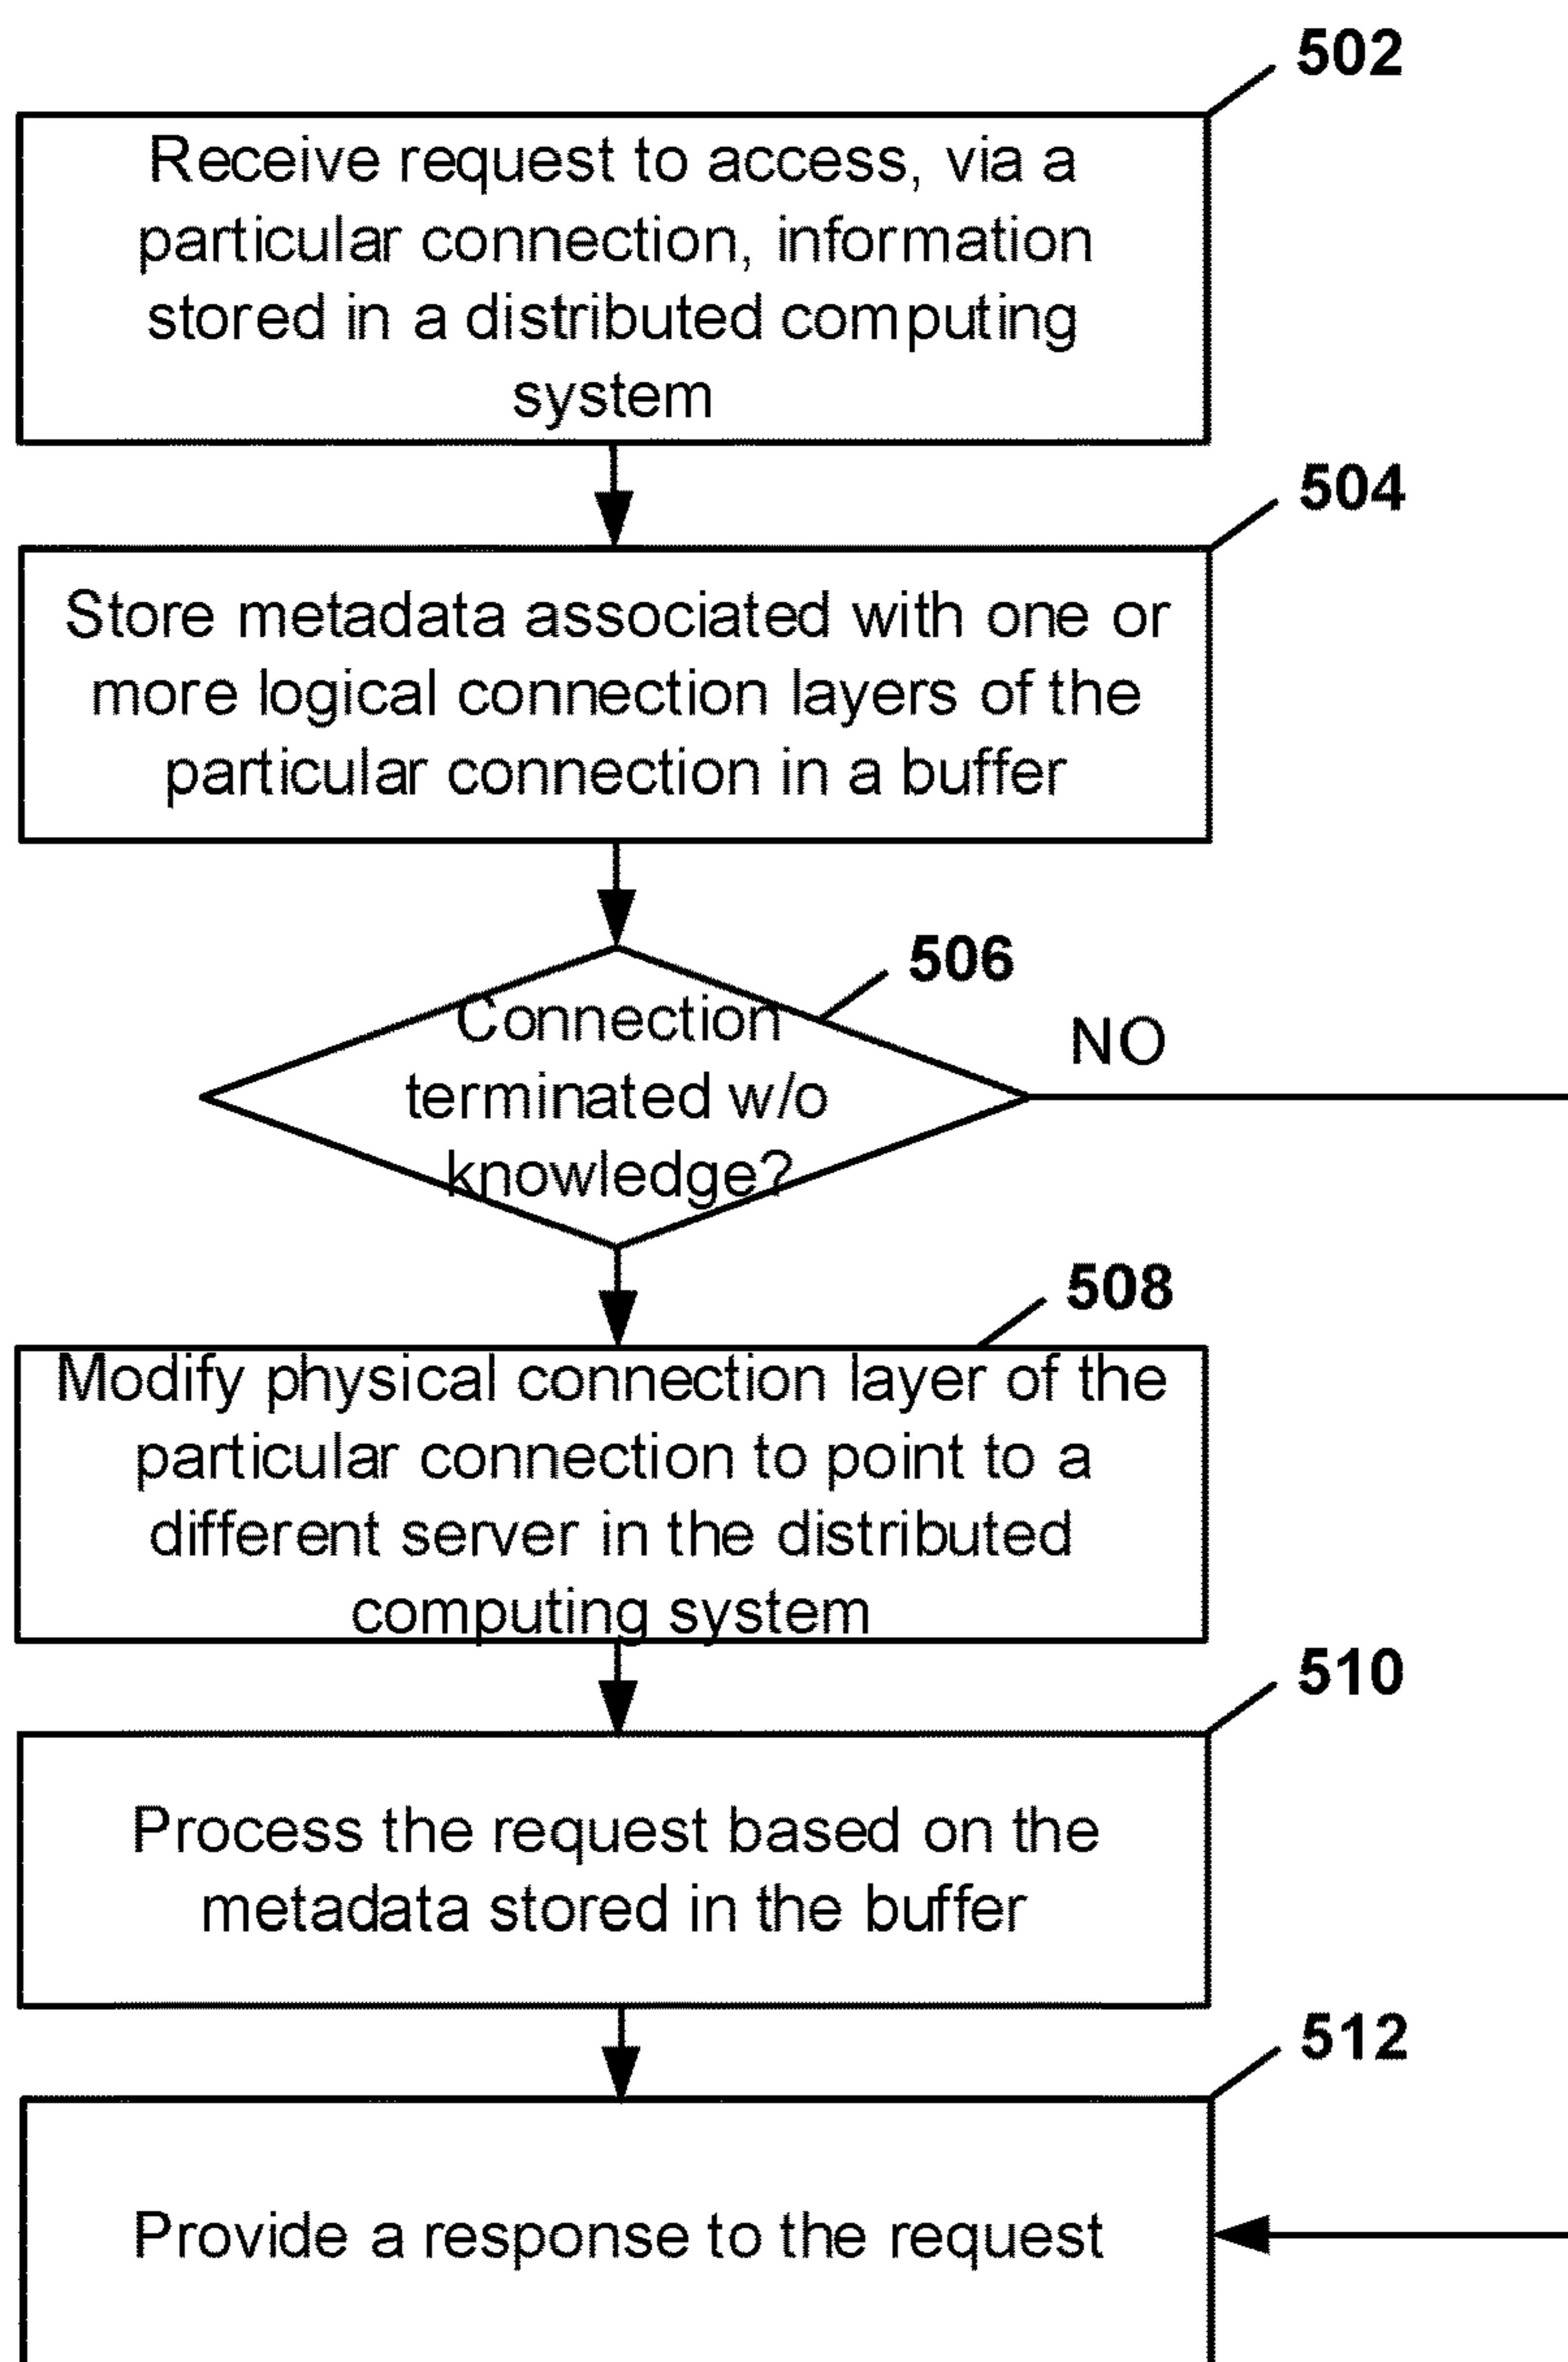 502
Receive request to access, via a
particular connection, information
stored in a distributed computing
system
504
Store metadata associated with one or
more logical connection layers of the
particular connection in a buffer
506
Connection
terminated w/o
knowledge?
NO
508
Modify physical connection layer of the
particular connection to point to a
different server in the distributed
computing system
510
Process the request based on the
metadata stored in the buffer
512
Provide a response to the request